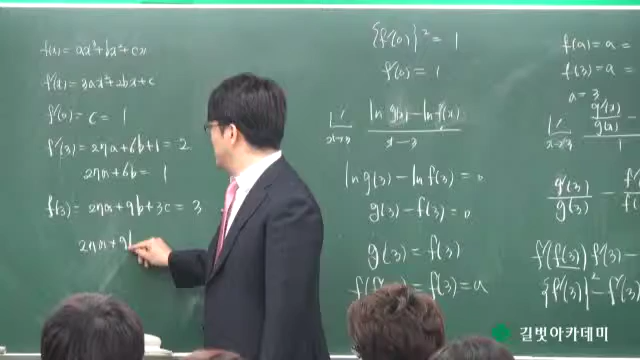 f(x) = ax³+bx²+cx
f'(x) = 3ax²+2bx+c
f'(0) = c = 1
f'(3) = 27a+6b+1 = 2
27a+6b = 1
f(3) = 27a+9b+3c = 3
27a+9b
{f'(0)}² = 1
f'(0) = 1
ln g(x) − ln f(x)
x−3
x→3
ln g(3) − ln f(3) = 0
g(3) − f(3) = 0
g(3) = f(3)
= f(3) = a
f(a) = a =
f(3) = a =
a = 3
g'(x)
g(x)
1
x→3
g'(3)
g(3)
f'(f(3)) f'(3) −
{f'(3)}² − f'(3)
길벗아카데미